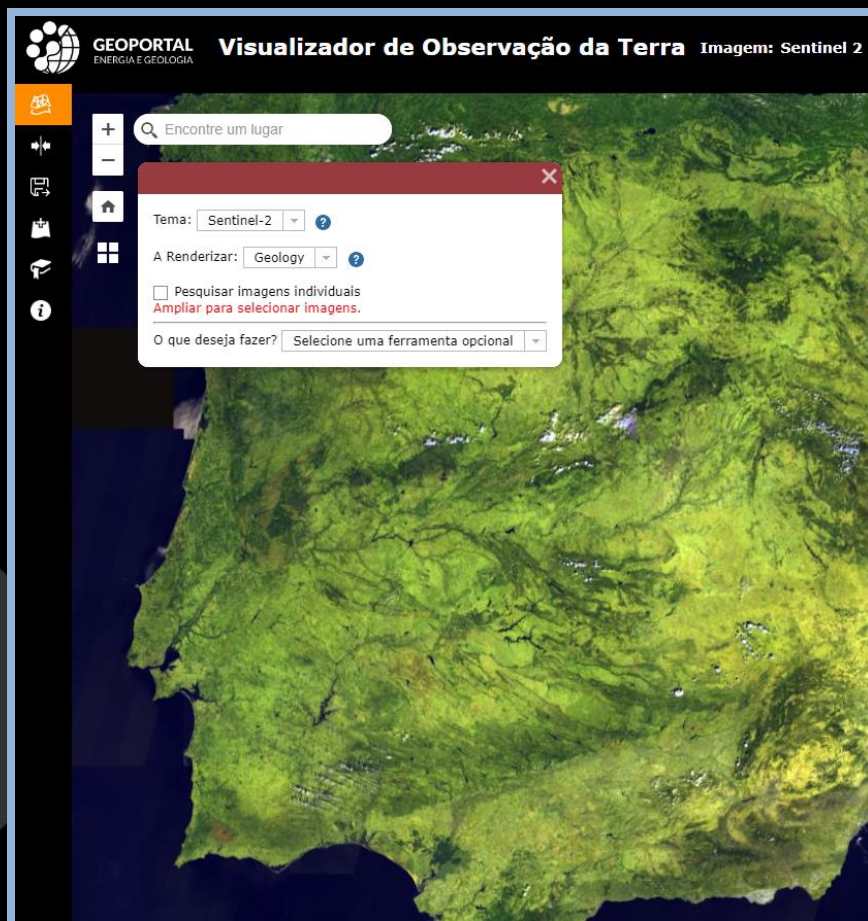 GEOPORTAL
ENERGIA E GEOLOGIA
Visualizador de Observação da Terra Imagem: Sentinel 2
+
Encontre um lugar
−
Tema: Sentinel-2 ?
A Renderizar: Geology ?
Pesquisar imagens individuais
Ampliar para selecionar imagens.
O que deseja fazer? Selecione uma ferramenta opcional
i